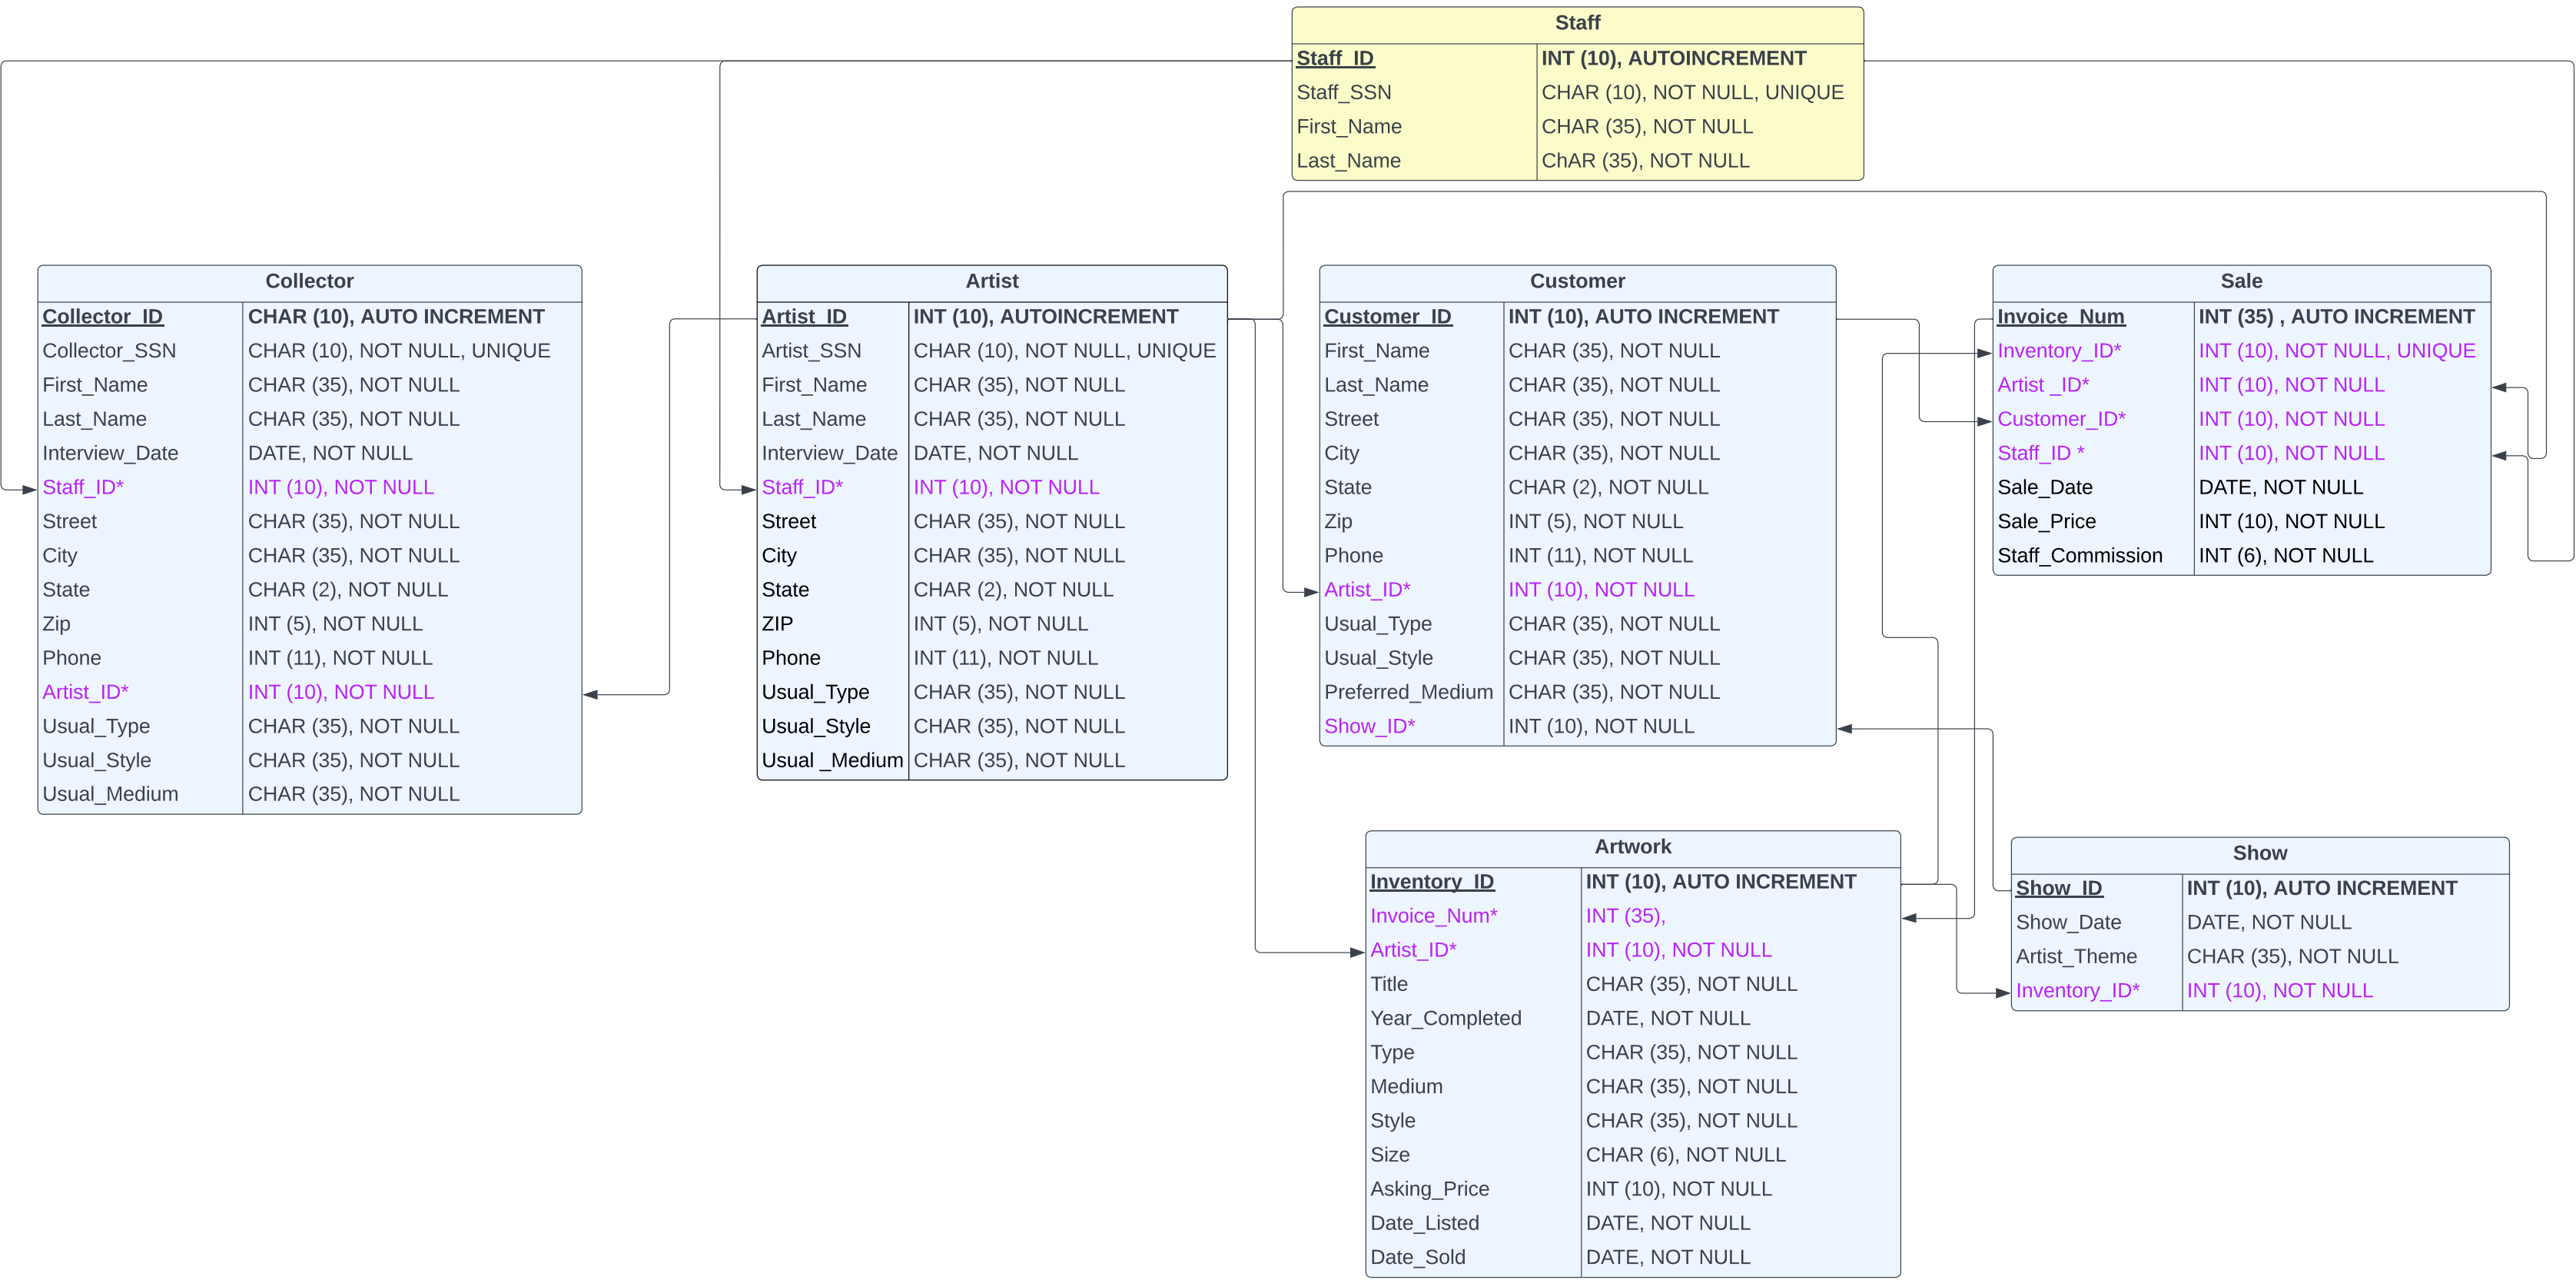 Staff
Staff_ID INT (10), AUTOINCREMENT
Staff_SSN CHAR (10), NOT NULL, UNIQUE
First_Name CHAR (35), NOT NULL
Last_Name ChAR (35), NOT NULL
Collector
Collector_ID CHAR (10), AUTO INCREMENT
Collector_SSN CHAR (10), NOT NULL, UNIQUE
First_Name CHAR (35), NOT NULL
Last_Name CHAR (35), NOT NULL
Interview_Date DATE, NOT NULL
Staff_ID* INT (10), NOT NULL
Street CHAR (35), NOT NULL
City CHAR (35), NOT NULL
State CHAR (2), NOT NULL
Zip INT (5), NOT NULL
Phone INT (11), NOT NULL
Artist_ID* INT (10), NOT NULL
Usual_Type CHAR (35), NOT NULL
Usual_Style CHAR (35), NOT NULL
Usual_Medium CHAR (35), NOT NULL
Artist
Artist_ID INT (10), AUTOINCREMENT
Artist_SSN CHAR (10), NOT NULL, UNIQUE
First_Name CHAR (35), NOT NULL
Last_Name CHAR (35), NOT NULL
Interview_Date DATE, NOT NULL
Staff_ID* INT (10), NOT NULL
Street CHAR (35), NOT NULL
City CHAR (35), NOT NULL
State CHAR (2), NOT NULL
ZIP INT (5), NOT NULL
Phone INT (11), NOT NULL
Usual_Type CHAR (35), NOT NULL
Usual_Style CHAR (35), NOT NULL
Usual _Medium CHAR (35), NOT NULL
Customer
Customer_ID INT (10), AUTO INCREMENT
First_Name CHAR (35), NOT NULL
Last_Name CHAR (35), NOT NULL
Street CHAR (35), NOT NULL
City CHAR (35), NOT NULL
State CHAR (2), NOT NULL
Zip INT (5), NOT NULL
Phone INT (11), NOT NULL
Artist_ID* INT (10), NOT NULL
Usual_Type CHAR (35), NOT NULL
Usual_Style CHAR (35), NOT NULL
Preferred_Medium CHAR (35), NOT NULL
Show_ID* INT (10), NOT NULL
Sale
Invoice_Num INT (35) , AUTO INCREMENT
Inventory_ID* INT (10), NOT NULL, UNIQUE
Artist _ID* INT (10), NOT NULL
Customer_ID* INT (10), NOT NULL
Staff_ID * INT (10), NOT NULL
Sale_Date DATE, NOT NULL
Sale_Price INT (10), NOT NULL
Staff_Commission INT (6), NOT NULL
Artwork
Inventory_ID INT (10), AUTO INCREMENT
Invoice_Num* INT (35),
Artist_ID* INT (10), NOT NULL
Title CHAR (35), NOT NULL
Year_Completed DATE, NOT NULL
Type CHAR (35), NOT NULL
Medium CHAR (35), NOT NULL
Style CHAR (35), NOT NULL
Size CHAR (6), NOT NULL
Asking_Price INT (10), NOT NULL
Date_Listed DATE, NOT NULL
Date_Sold DATE, NOT NULL
Show
Show_ID INT (10), AUTO INCREMENT
Show_Date DATE, NOT NULL
Artist_Theme CHAR (35), NOT NULL
Inventory_ID* INT (10), NOT NULL